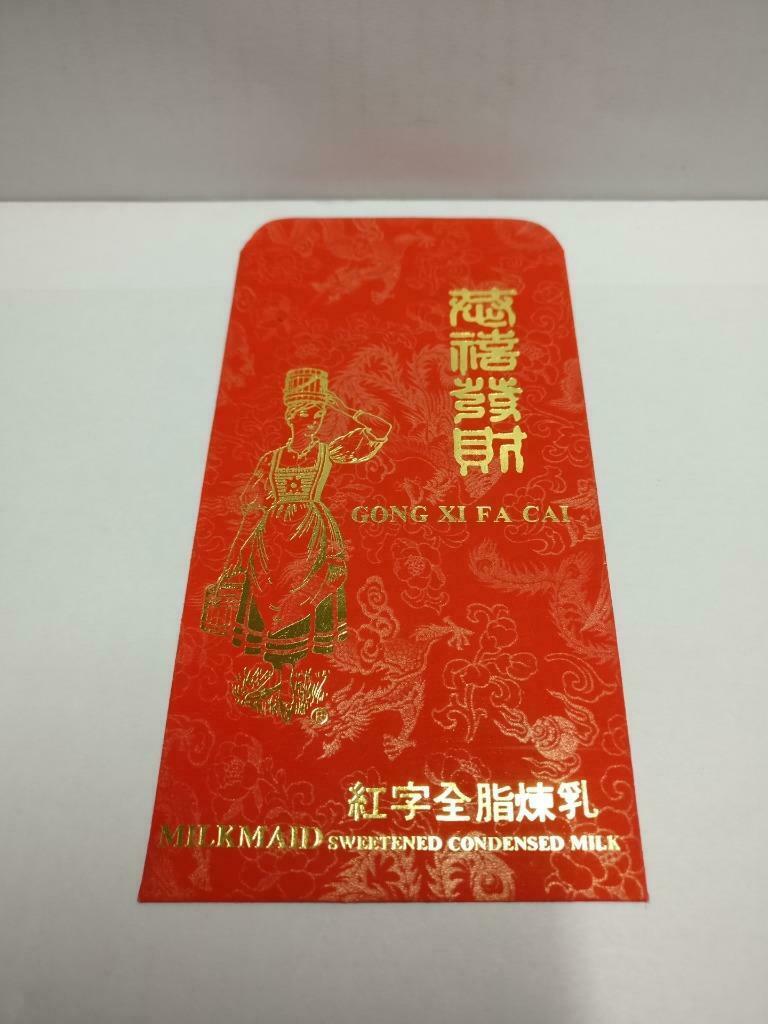 恭禧發財
GONG XI FA CAI
®
紅字全脂煉乳
MILKMAID SWEETENED CONDENSED MILK